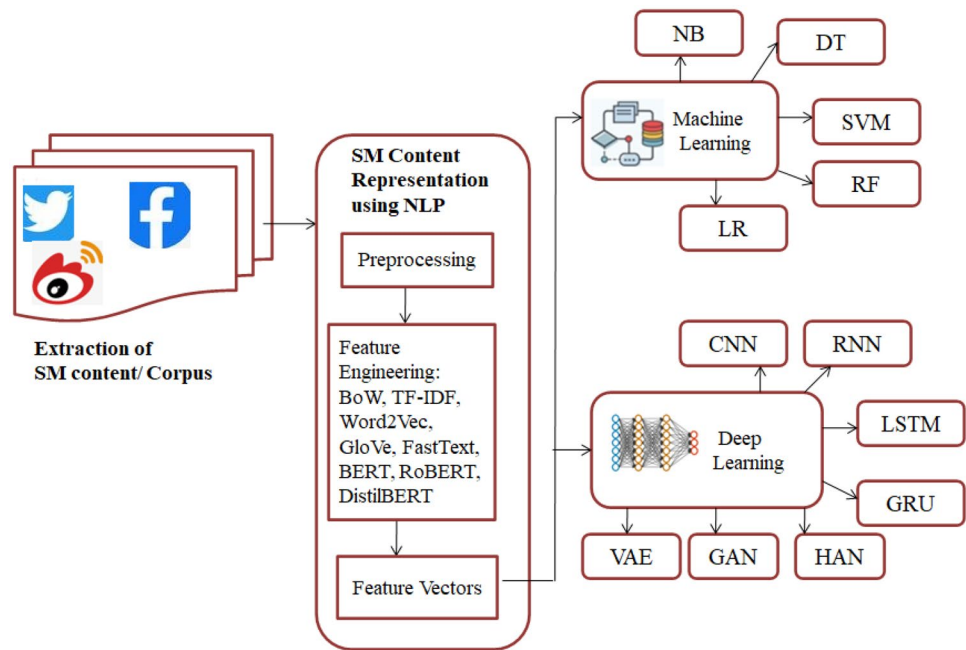 Extraction of
SM content/ Corpus
SM Content
Representation
using NLP
Preprocessing
Feature
Engineering:
BoW, TF-IDF,
Word2Vec,
GloVe, FastText,
BERT, RoBERT,
DistilBERT
Feature Vectors
Machine
Learning
NB
DT
SVM
RF
LR
Deep
Learning
CNN
RNN
LSTM
GRU
HAN
GAN
VAE